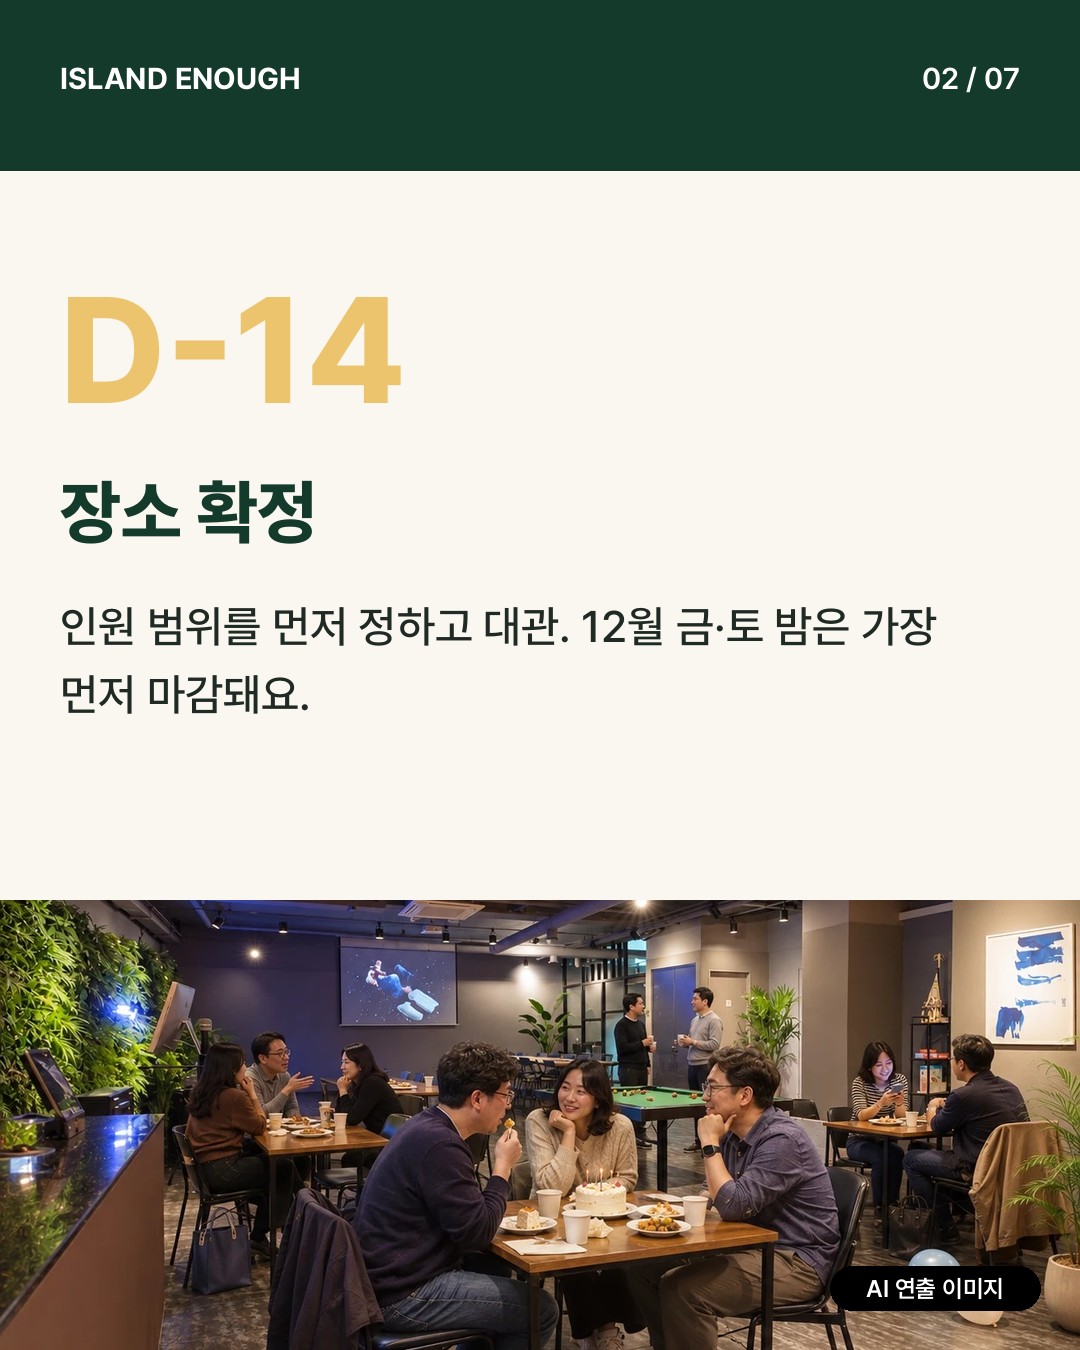 ISLAND ENOUGH
02 / 07
D-14
장소 확정
인원 범위를 먼저 정하고 대관. 12월 금·토 밤은 가장
먼저 마감돼요.
AI 연출 이미지